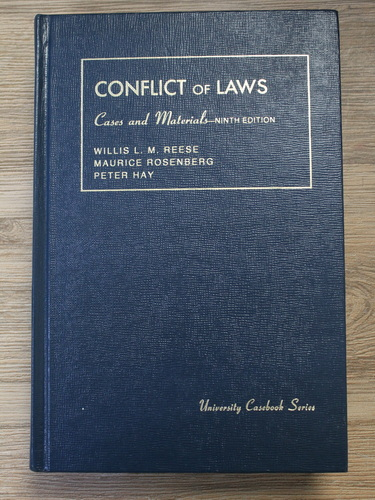 CONFLICT OF LAWS
Cases and Materials—NINTH EDITION
WILLIS L. M. REESE
MAURICE ROSENBERG
PETER HAY
University Casebook Series